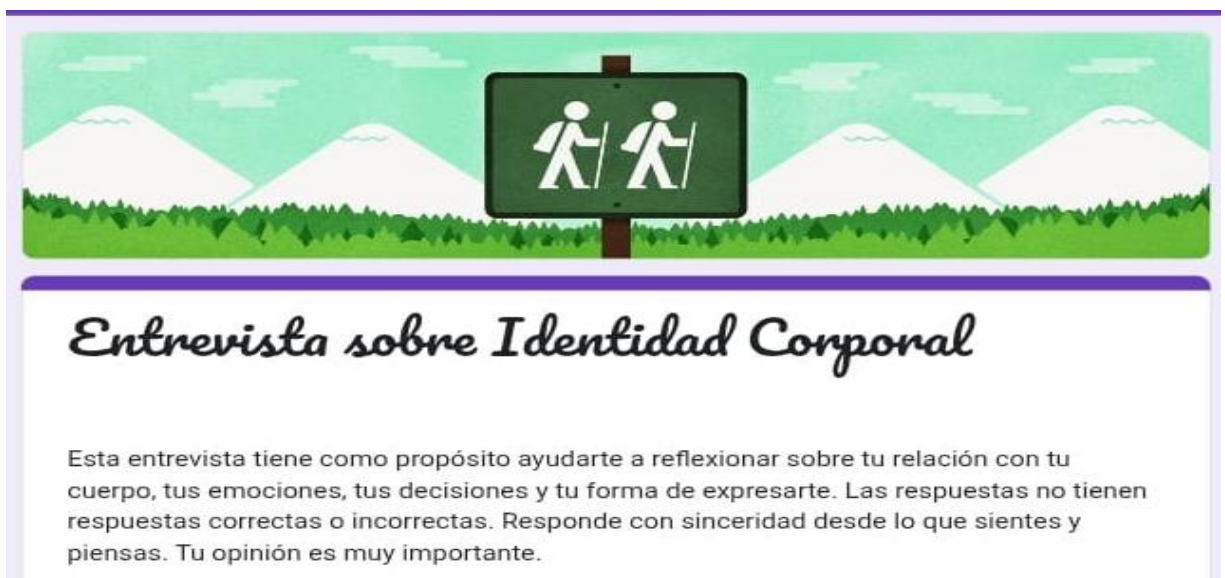 Entrevista sobre Identidad Corporal
Esta entrevista tiene como propósito ayudarte a reflexionar sobre tu relación con tu
cuerpo, tus emociones, tus decisiones y tu forma de expresarte. Las respuestas no tienen
respuestas correctas o incorrectas. Responde con sinceridad desde lo que sientes y
piensas. Tu opinión es muy importante.